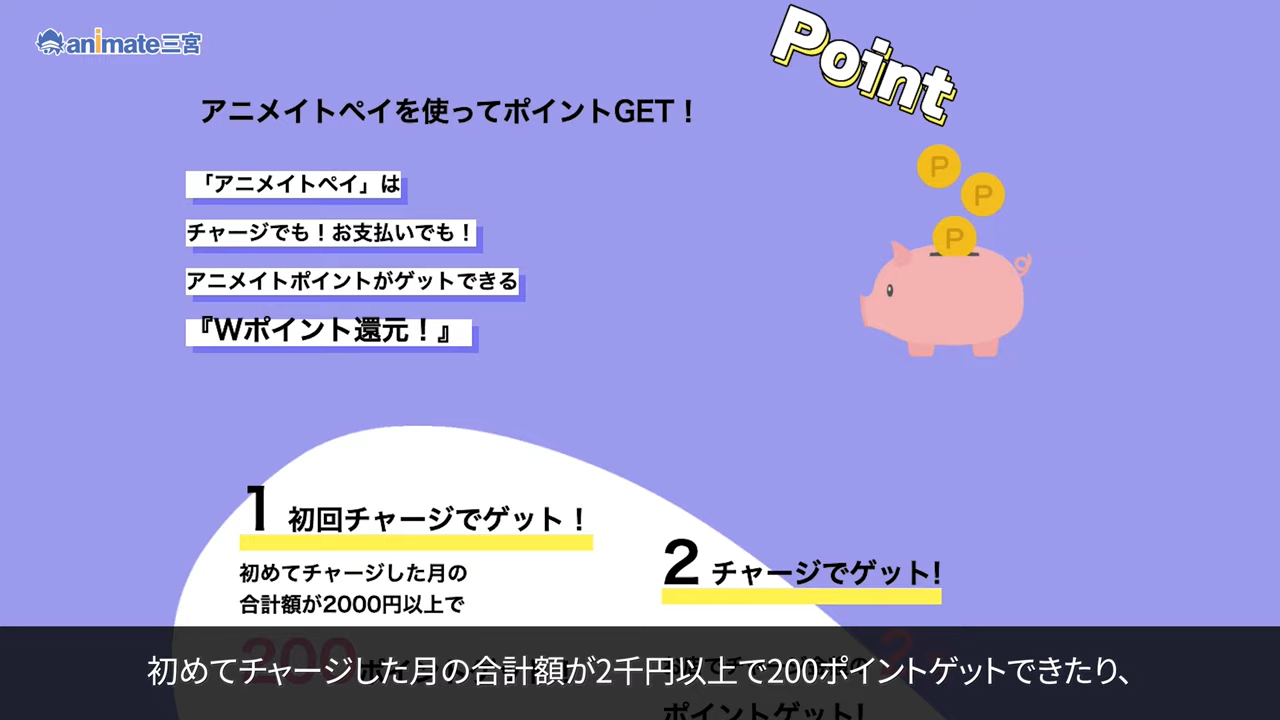 animate三宮
Point
アニメイトペイを使ってポイントGET！
「アニメイトペイ」は
チャージでも！お支払いでも！
アニメイトポイントがゲットできる
『Wポイント還元！』
P
P
P
1 初回チャージでゲット！
初めてチャージした月の
合計額が2000円以上で
200
2 チャージでゲット!
ポイントゲット!
初めてチャージした月の合計額が2千円以上で200ポイントゲットできたり、